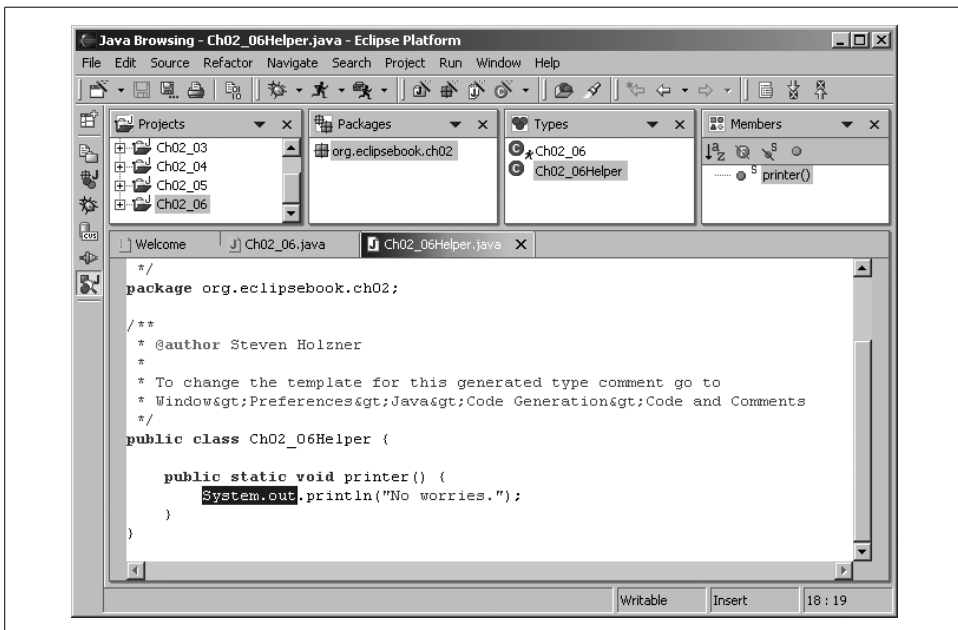 Java Browsing - Ch02_06Helper.java - Eclipse Platform
File Edit Source Refactor Navigate Search Project Run Window Help
Projects
Packages
Types
Members
Ch02_03
Ch02_04
Ch02_05
Ch02_06
org.eclipsebook.ch02
Ch02_06
Ch02_06Helper
S printer()
Welcome
Ch02_06.java
Ch02_06Helper.java
*/
package org.eclipsebook.ch02;
/**
* @author Steven Holzner
*
* To change the template for this generated type comment go to
* Window&gt;Preferences&gt;Java&gt;Code Generation&gt;Code and Comments
*/
public class Ch02_06Helper {
public static void printer() {
System.out.println("No worries.");
}
}
Writable
Insert
18 : 19